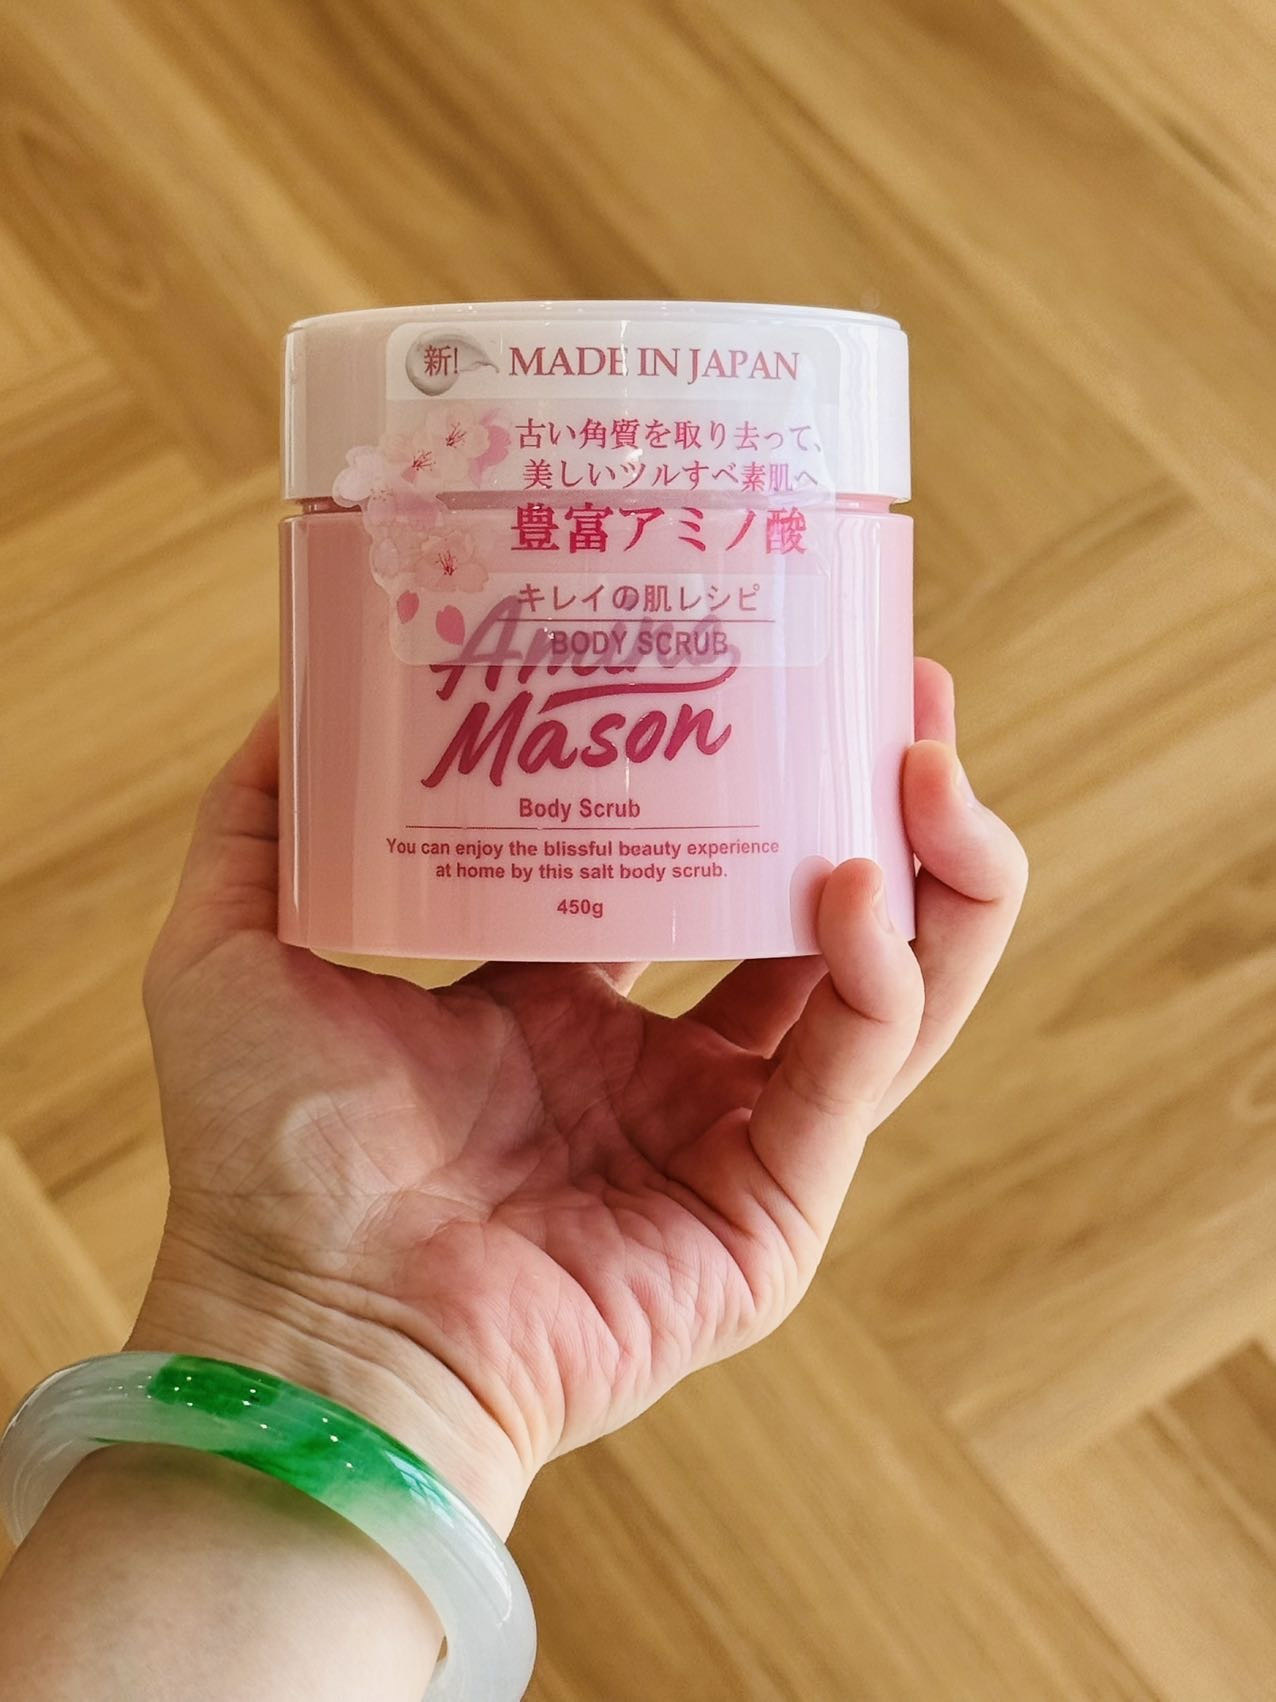 新! MADE IN JAPAN
古い角質を取り去って、
美しいツルすべ素肌へ
豊富アミノ酸
キレイの肌レシピ
BODY SCRUB
Amino
Mason
Body Scrub
You can enjoy the blissful beauty experience
at home by this salt body scrub.
450g